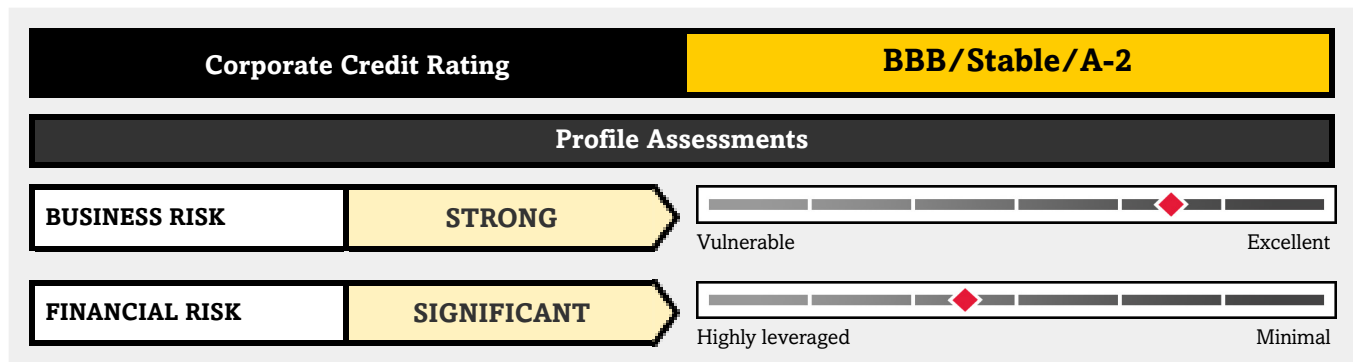 Corporate Credit Rating
BBB/Stable/A-2
Profile Assessments
BUSINESS RISK
STRONG
Vulnerable
Excellent
FINANCIAL RISK
SIGNIFICANT
Highly leveraged
Minimal